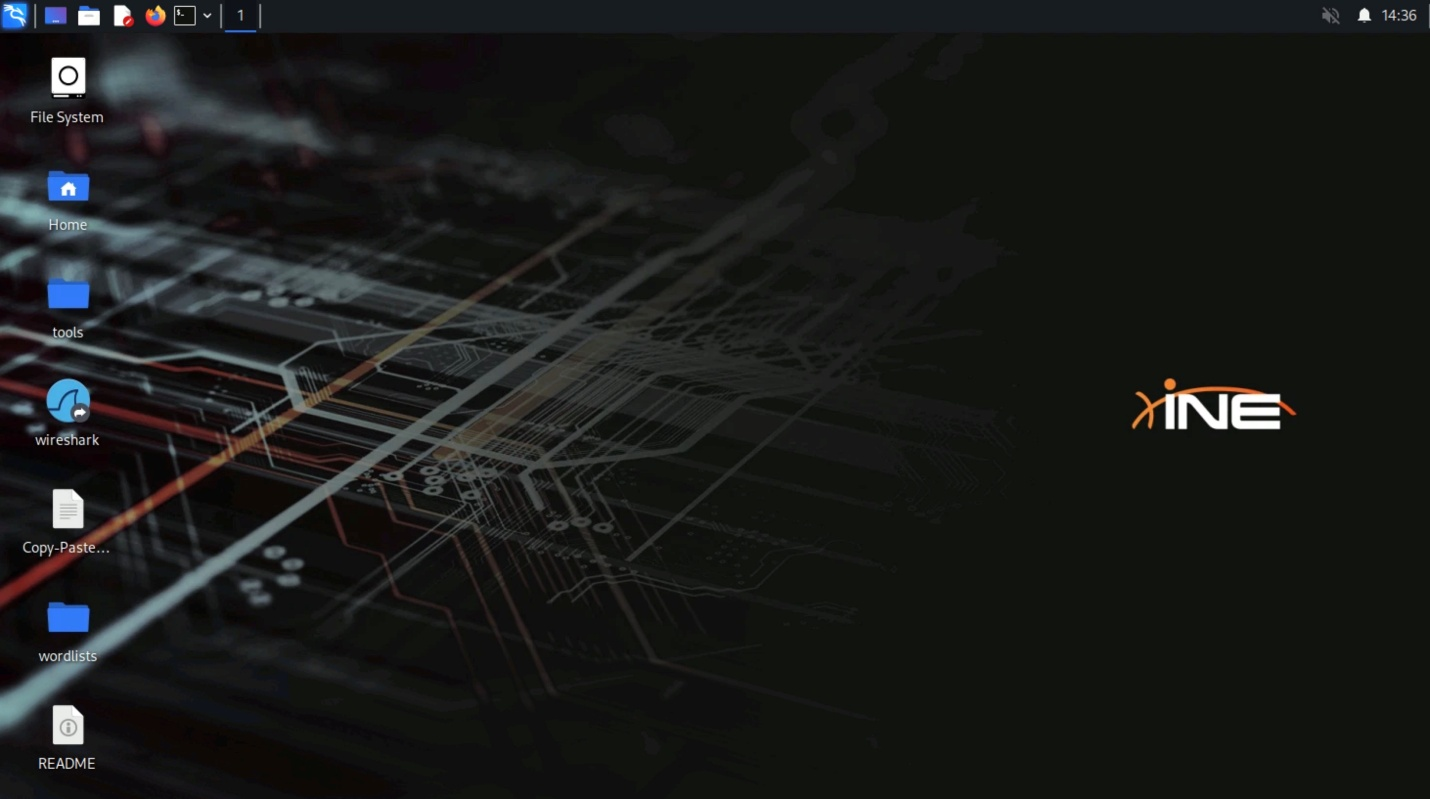 1
14:36
File System
Home
tools
wireshark
Copy-Paste...
wordlists
README
INE